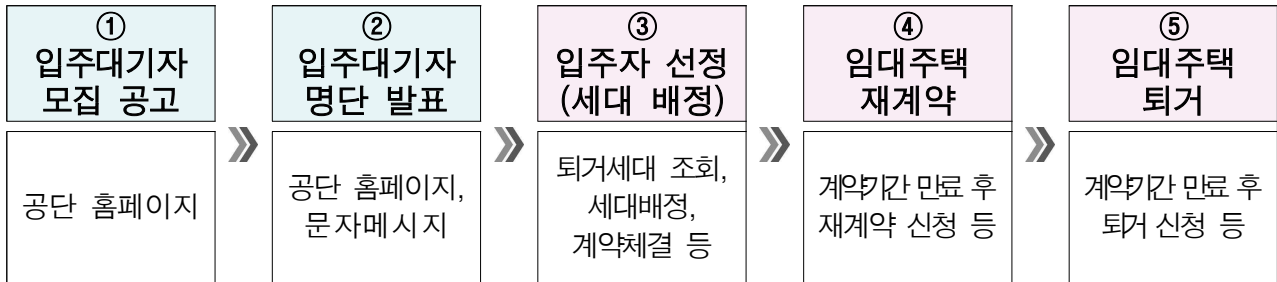 ①
입주대기자
모집 공고
공단 홈페이지
②
입주대기자
명단 발표
공단 홈페이지,
문자메시지
③
입주자 선정
(세대 배정)
퇴거세대 조회,
세대배정,
계약체결 등
④
임대주택
재계약
계약기간 만료 후
재계약 신청 등
⑤
임대주택
퇴거
계약기간 만료 후
퇴거 신청 등